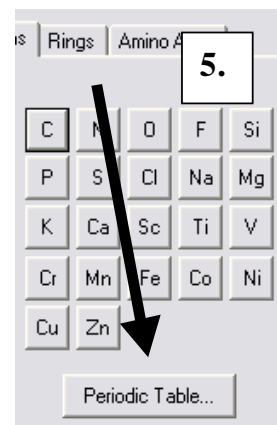 Rings Amino
5.
C N O F Si
P S Cl Na Mg
K Ca Sc Ti V
Cr Mn Fe Co Ni
Cu Zn
Periodic Table...